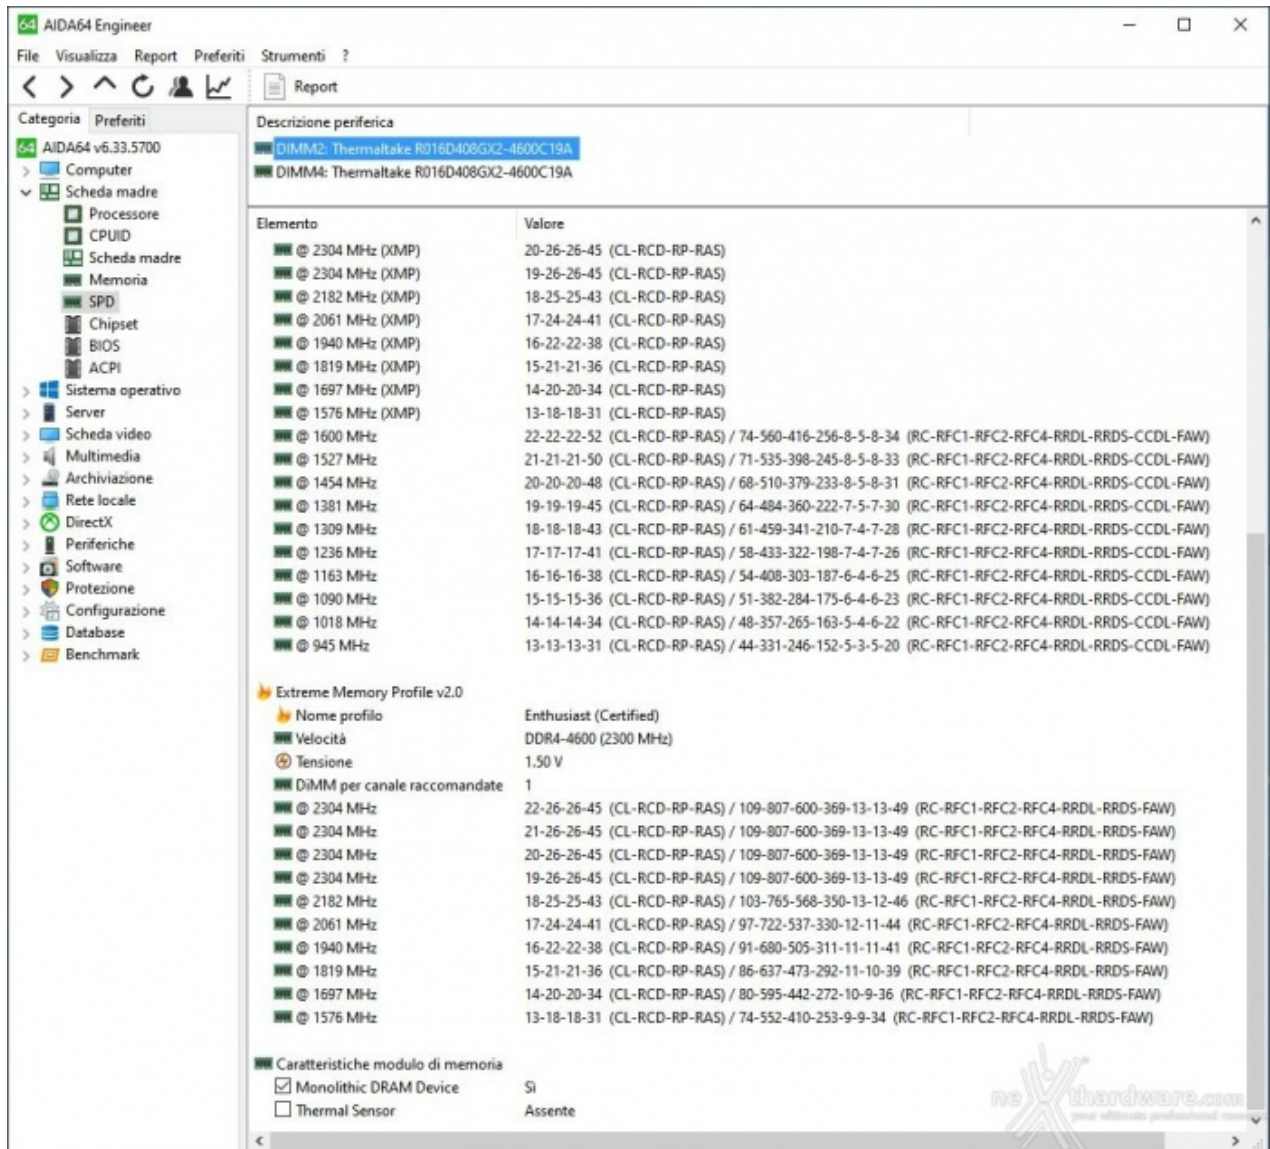 AIDA64 Engineer
File Visualizza Report Preferiti Strumenti ?
Report
Categoria Preferiti
AIDA64 v6.33.5700
Computer
Scheda madre
Processore
CPUID
Scheda madre
Memoria
SPD
Chipset
BIOS
ACPI
Sistema operativo
Server
Scheda video
Multimedia
Archiviazione
Rete locale
DirectX
Periferiche
Software
Protezione
Configurazione
Database
Benchmark
Descrizione periferica
DIMM2: Thermaltake R016D408GX2-4600C19A
DIMM4: Thermaltake R016D408GX2-4600C19A
Elemento Valore
@ 2304 MHz (XMP) 20-26-26-45 (CL-RCD-RP-RAS)
@ 2304 MHz (XMP) 19-26-26-45 (CL-RCD-RP-RAS)
@ 2182 MHz (XMP) 18-25-25-43 (CL-RCD-RP-RAS)
@ 2061 MHz (XMP) 17-24-24-41 (CL-RCD-RP-RAS)
@ 1940 MHz (XMP) 16-22-22-38 (CL-RCD-RP-RAS)
@ 1819 MHz (XMP) 15-21-21-36 (CL-RCD-RP-RAS)
@ 1697 MHz (XMP) 14-20-20-34 (CL-RCD-RP-RAS)
@ 1576 MHz (XMP) 13-18-18-31 (CL-RCD-RP-RAS)
@ 1600 MHz 22-22-22-52 (CL-RCD-RP-RAS) / 74-560-416-256-8-5-8-34 (RC-RFC1-RFC2-RFC4-RRDL-RRDS-CCDL-FAW)
@ 1527 MHz 21-21-21-50 (CL-RCD-RP-RAS) / 71-535-398-245-8-5-8-33 (RC-RFC1-RFC2-RFC4-RRDL-RRDS-CCDL-FAW)
@ 1454 MHz 20-20-20-48 (CL-RCD-RP-RAS) / 68-510-379-233-8-5-8-31 (RC-RFC1-RFC2-RFC4-RRDL-RRDS-CCDL-FAW)
@ 1381 MHz 19-19-19-45 (CL-RCD-RP-RAS) / 64-484-360-222-7-5-7-30 (RC-RFC1-RFC2-RFC4-RRDL-RRDS-CCDL-FAW)
@ 1309 MHz 18-18-18-43 (CL-RCD-RP-RAS) / 61-459-341-210-7-4-7-28 (RC-RFC1-RFC2-RFC4-RRDL-RRDS-CCDL-FAW)
@ 1236 MHz 17-17-17-41 (CL-RCD-RP-RAS) / 58-433-322-198-7-4-7-26 (RC-RFC1-RFC2-RFC4-RRDL-RRDS-CCDL-FAW)
@ 1163 MHz 16-16-16-38 (CL-RCD-RP-RAS) / 54-408-303-187-6-4-6-25 (RC-RFC1-RFC2-RFC4-RRDL-RRDS-CCDL-FAW)
@ 1090 MHz 15-15-15-36 (CL-RCD-RP-RAS) / 51-382-284-175-6-4-6-23 (RC-RFC1-RFC2-RFC4-RRDL-RRDS-CCDL-FAW)
@ 1018 MHz 14-14-14-34 (CL-RCD-RP-RAS) / 48-357-265-163-5-4-6-22 (RC-RFC1-RFC2-RFC4-RRDL-RRDS-CCDL-FAW)
@ 945 MHz 13-13-13-31 (CL-RCD-RP-RAS) / 44-331-246-152-5-3-5-20 (RC-RFC1-RFC2-RFC4-RRDL-RRDS-CCDL-FAW)
Extreme Memory Profile v2.0
Nome profilo Enthusiast (Certified)
Velocità DDR4-4600 (2300 MHz)
Tensione 1.50 V
DiMM per canale raccomandate 1
@ 2304 MHz 22-26-26-45 (CL-RCD-RP-RAS) / 109-807-600-369-13-13-49 (RC-RFC1-RFC2-RFC4-RRDL-RRDS-FAW)
@ 2304 MHz 21-26-26-45 (CL-RCD-RP-RAS) / 109-807-600-369-13-13-49 (RC-RFC1-RFC2-RFC4-RRDL-RRDS-FAW)
@ 2304 MHz 20-26-26-45 (CL-RCD-RP-RAS) / 109-807-600-369-13-13-49 (RC-RFC1-RFC2-RFC4-RRDL-RRDS-FAW)
@ 2304 MHz 19-26-26-45 (CL-RCD-RP-RAS) / 109-807-600-369-13-13-49 (RC-RFC1-RFC2-RFC4-RRDL-RRDS-FAW)
@ 2182 MHz 18-25-25-43 (CL-RCD-RP-RAS) / 103-765-568-350-13-12-46 (RC-RFC1-RFC2-RFC4-RRDL-RRDS-FAW)
@ 2061 MHz 17-24-24-41 (CL-RCD-RP-RAS) / 97-722-537-330-12-11-44 (RC-RFC1-RFC2-RFC4-RRDL-RRDS-FAW)
@ 1940 MHz 16-22-22-38 (CL-RCD-RP-RAS) / 91-680-505-311-11-11-41 (RC-RFC1-RFC2-RFC4-RRDL-RRDS-FAW)
@ 1819 MHz 15-21-21-36 (CL-RCD-RP-RAS) / 86-637-473-292-11-10-39 (RC-RFC1-RFC2-RFC4-RRDL-RRDS-FAW)
@ 1697 MHz 14-20-20-34 (CL-RCD-RP-RAS) / 80-595-442-272-10-9-36 (RC-RFC1-RFC2-RFC4-RRDL-RRDS-FAW)
@ 1576 MHz 13-18-18-31 (CL-RCD-RP-RAS) / 74-552-410-253-9-9-34 (RC-RFC1-RFC2-RFC4-RRDL-RRDS-FAW)
Caratteristiche modulo di memoria
Monolithic DRAM Device Sì
Thermal Sensor Assente
nexthardware.com
your ultimate professional